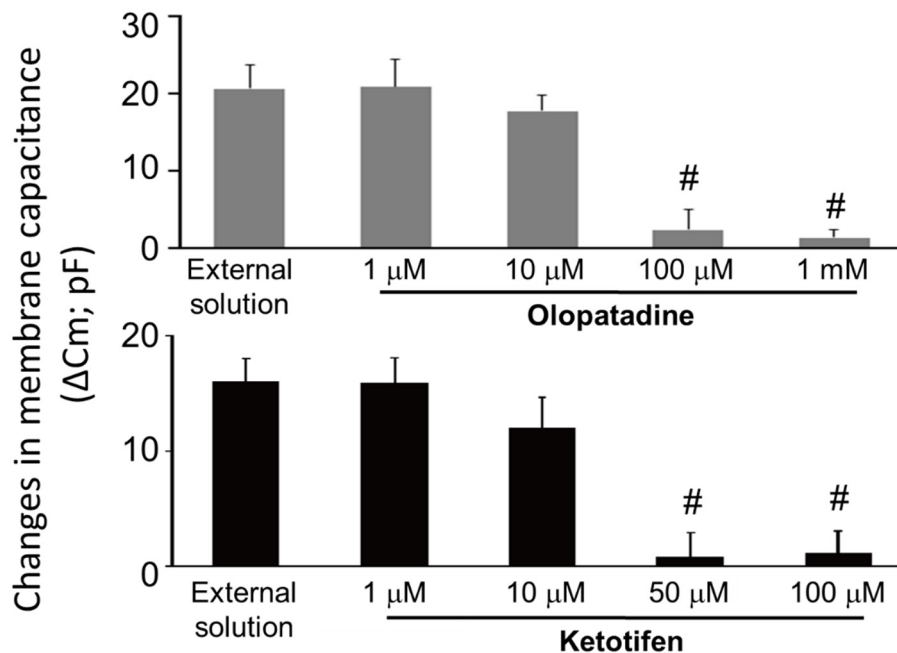 Changes in membrane capacitance
(ΔCm; pF)
30
20
10
0
#
#
External
solution
1 μM
10 μM
100 μM
1 mM
Olopatadine
20
10
0
#
#
External
solution
1 μM
10 μM
50 μM
100 μM
Ketotifen